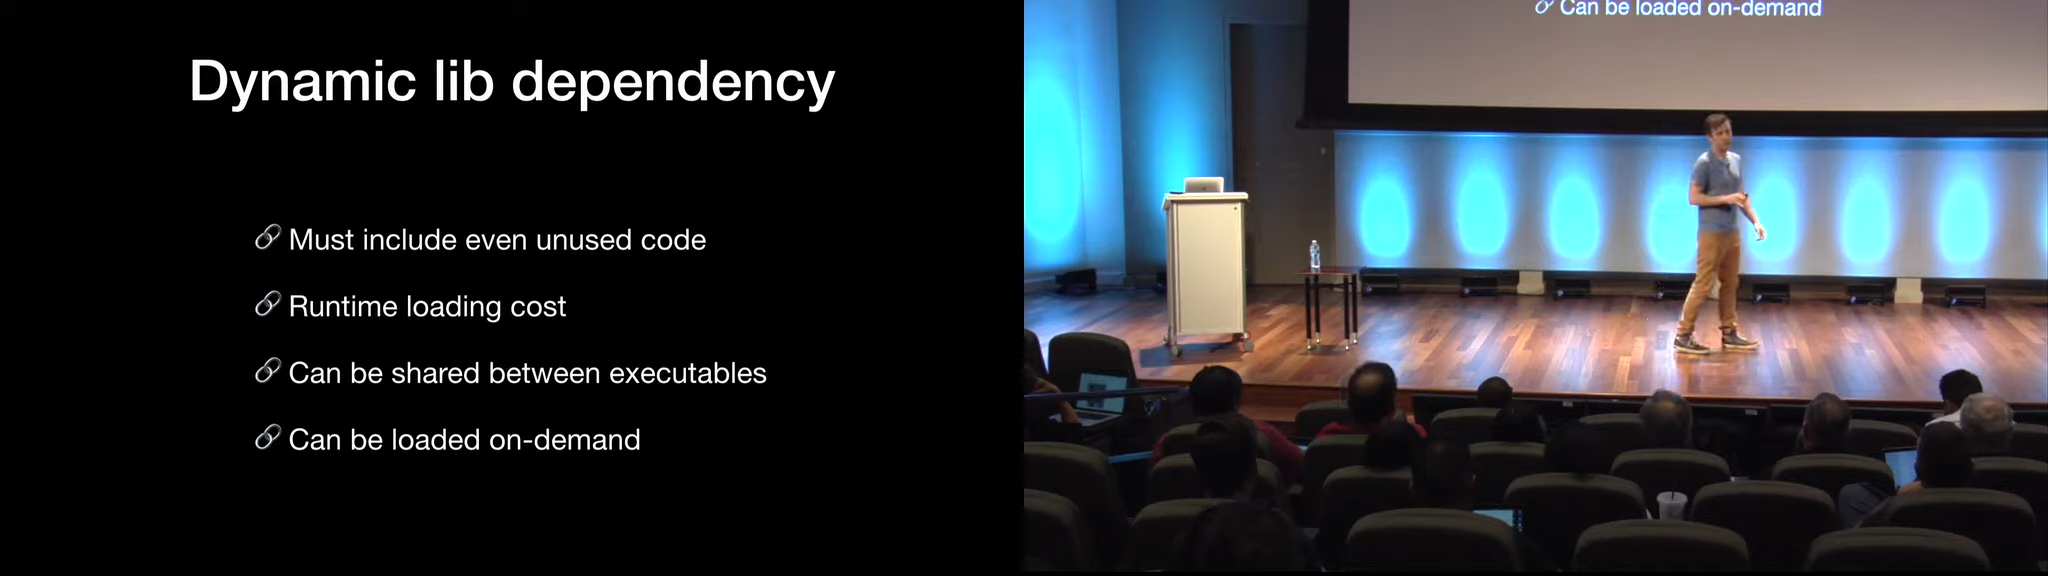 Dynamic lib dependency
🔗 Must include even unused code
🔗 Runtime loading cost
🔗 Can be shared between executables
🔗 Can be loaded on-demand
🔗 Can be loaded on-demand